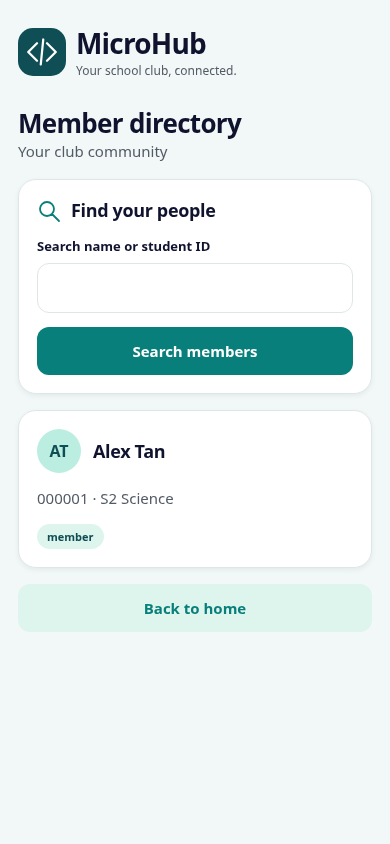 </>
MicroHub
Your school club, connected.
Member directory
Your club community
Find your people
Search name or student ID
Search members
AT
Alex Tan
000001 · S2 Science
member
Back to home